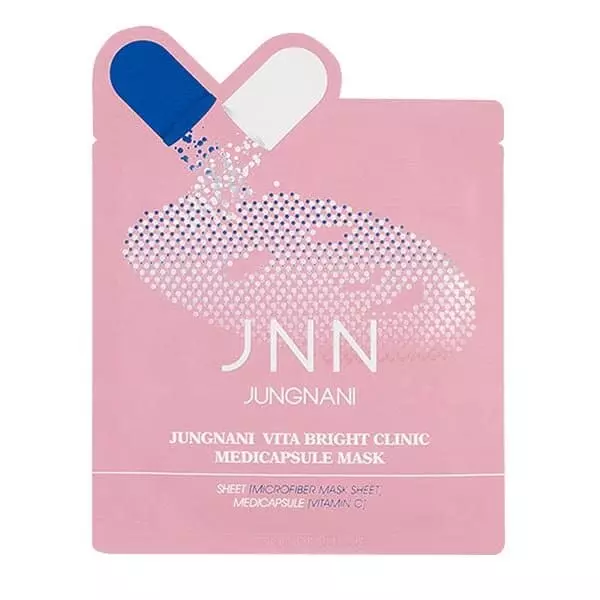 JNN
JUNGNANI
JUNGNANI VITA BRIGHT CLINIC
MEDICAPSULE MASK
SHEET [MICROFIBER MASK SHEET]
MEDICAPSULE [VITAMIN C]